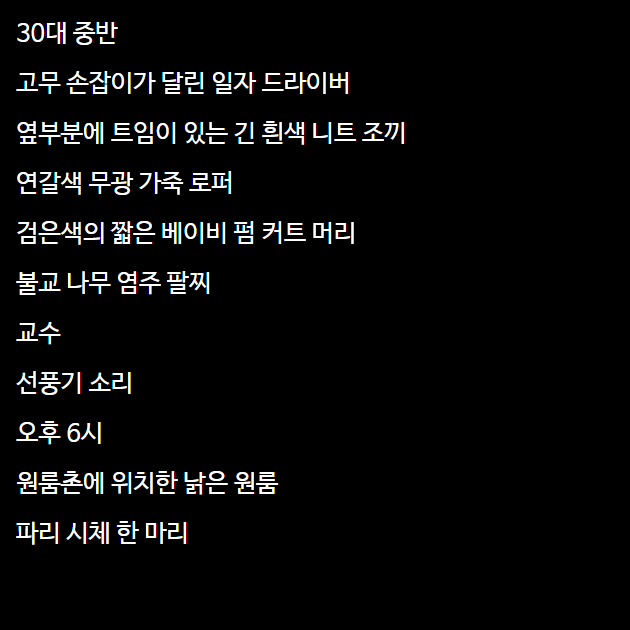 30대 중반
고무 손잡이가 달린 일자 드라이버
옆부분에 트임이 있는 긴 흰색 니트 조끼
연갈색 무광 가죽 로퍼
검은색의 짧은 베이비 펌 커트 머리
불교 나무 염주 팔찌
교수
선풍기 소리
오후 6시
원룸촌에 위치한 낡은 원룸
파리 시체 한 마리